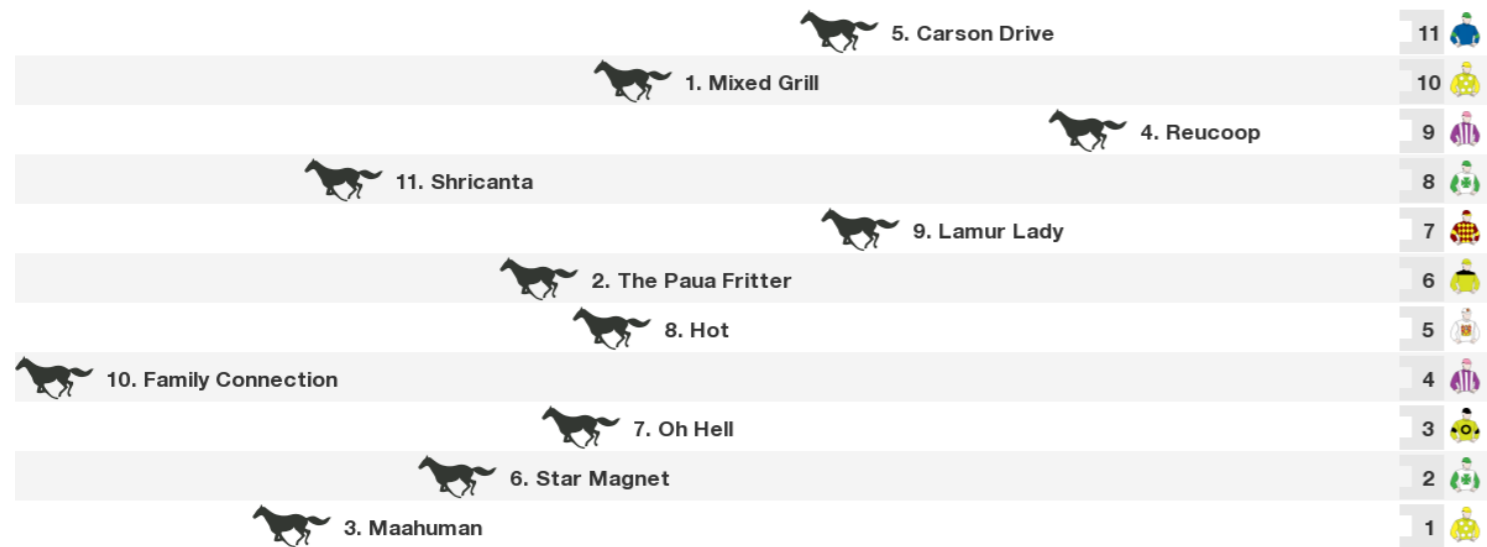 5. Carson Drive 11
1. Mixed Grill 10
4. Reucoop 9
11. Shricanta 8
9. Lamur Lady 7
2. The Paua Fritter 6
8. Hot 5
10. Family Connection 4
7. Oh Hell 3
6. Star Magnet 2
3. Maahuman 1